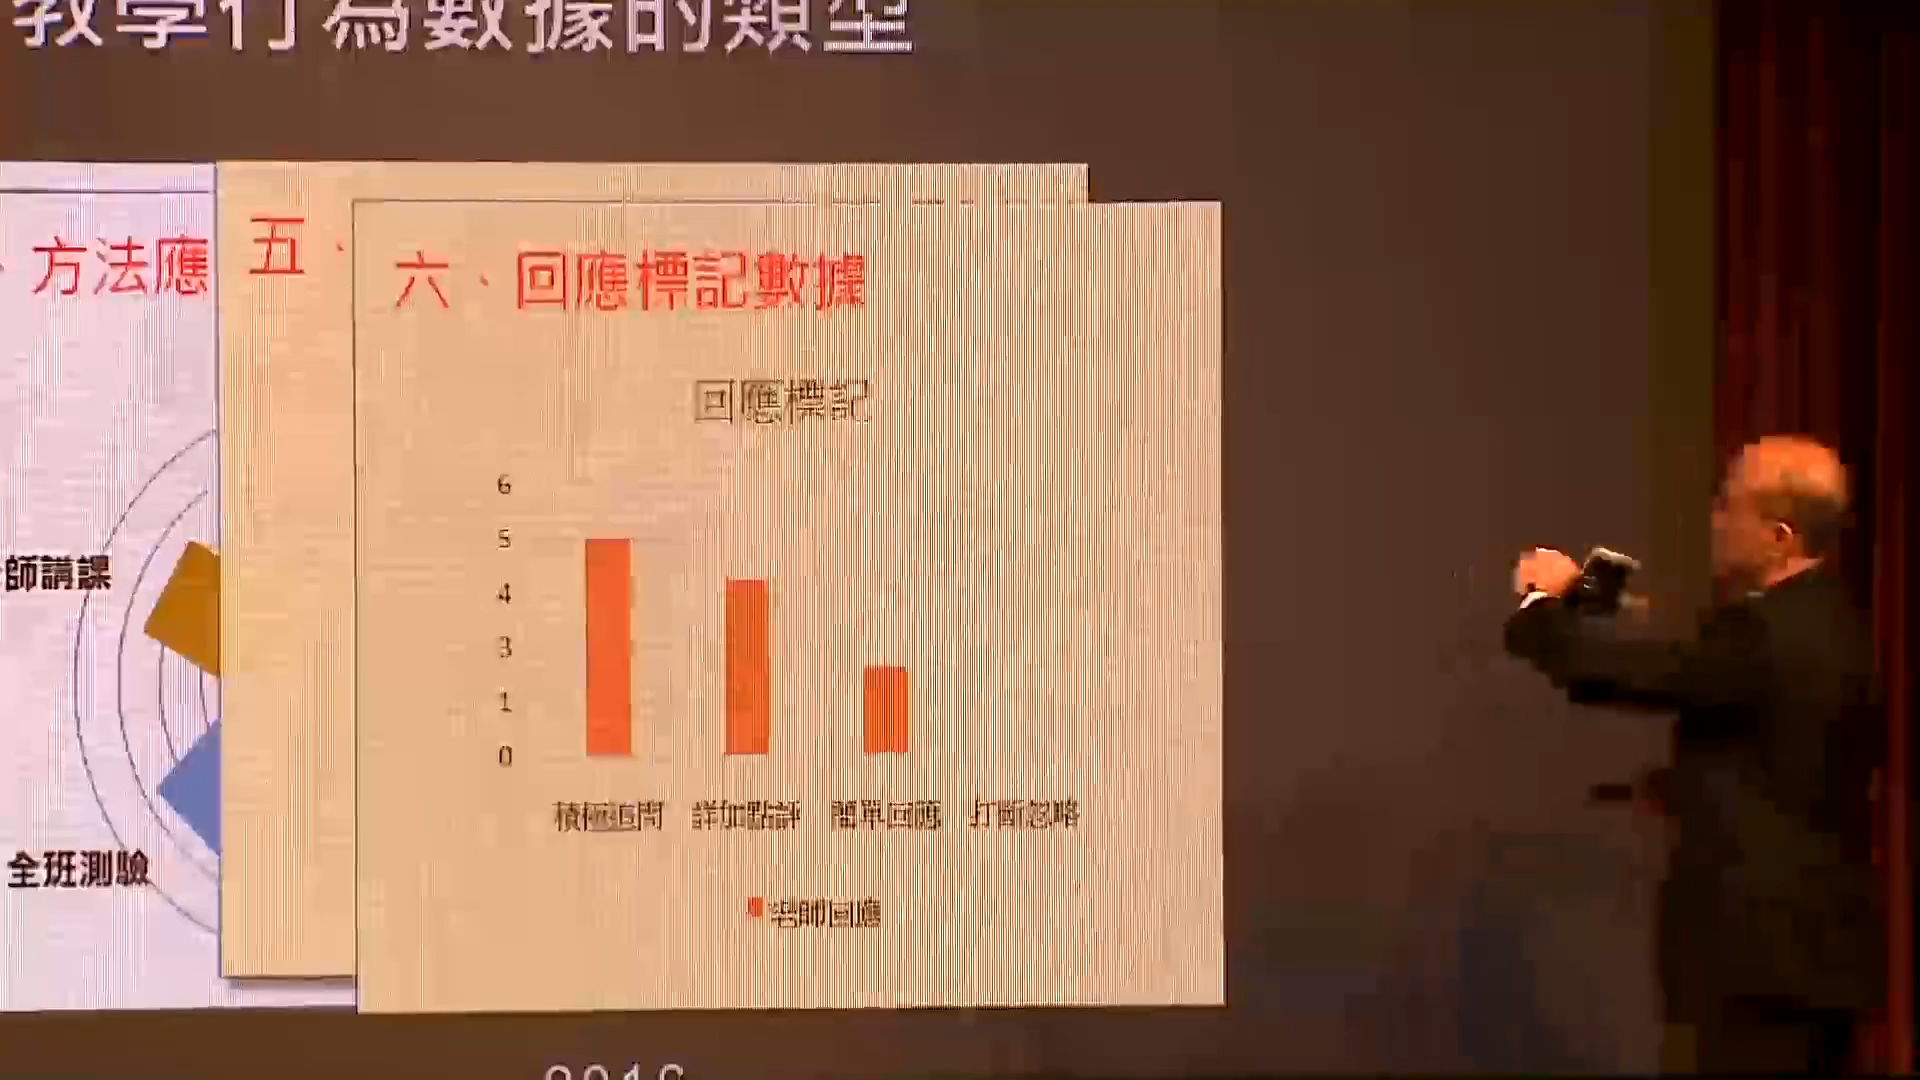 教學行為數據的類型
、方法應
五、
六、回應標記數據
回應標記
6
5
4
3
1
0
積極追問 詳加點評 簡單回應 打斷忽略
老師回應
師講課
全班測驗